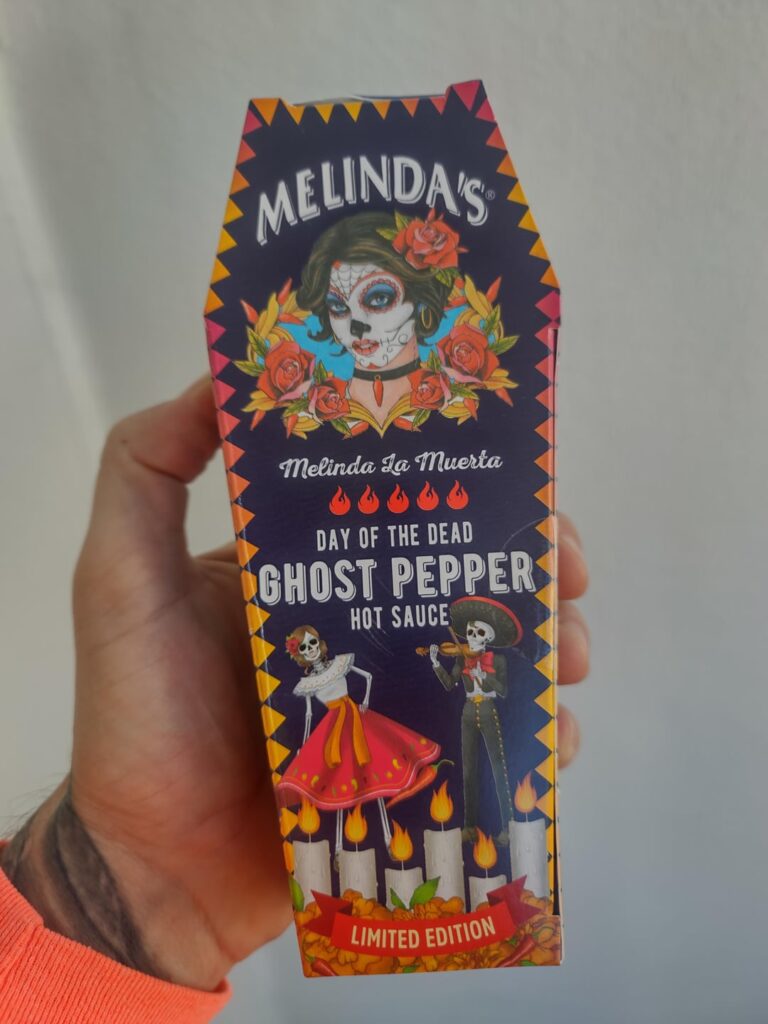 MELINDA'S®
Melinda La Muerta
DAY OF THE DEAD
GHOST PEPPER
HOT SAUCE
LIMITED EDITION